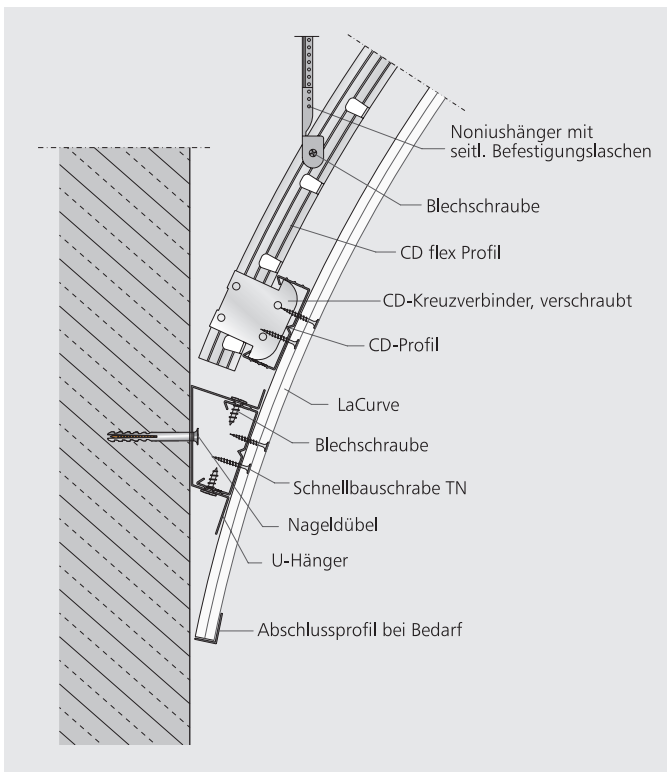 Noniushänger mit
seitl. Befestigungslaschen
Blechschraube
CD flex Profil
CD-Kreuzverbinder, verschraubt
CD-Profil
LaCurve
Blechschraube
Schnellbauschrabe TN
Nageldübel
U-Hänger
Abschlussprofil bei Bedarf